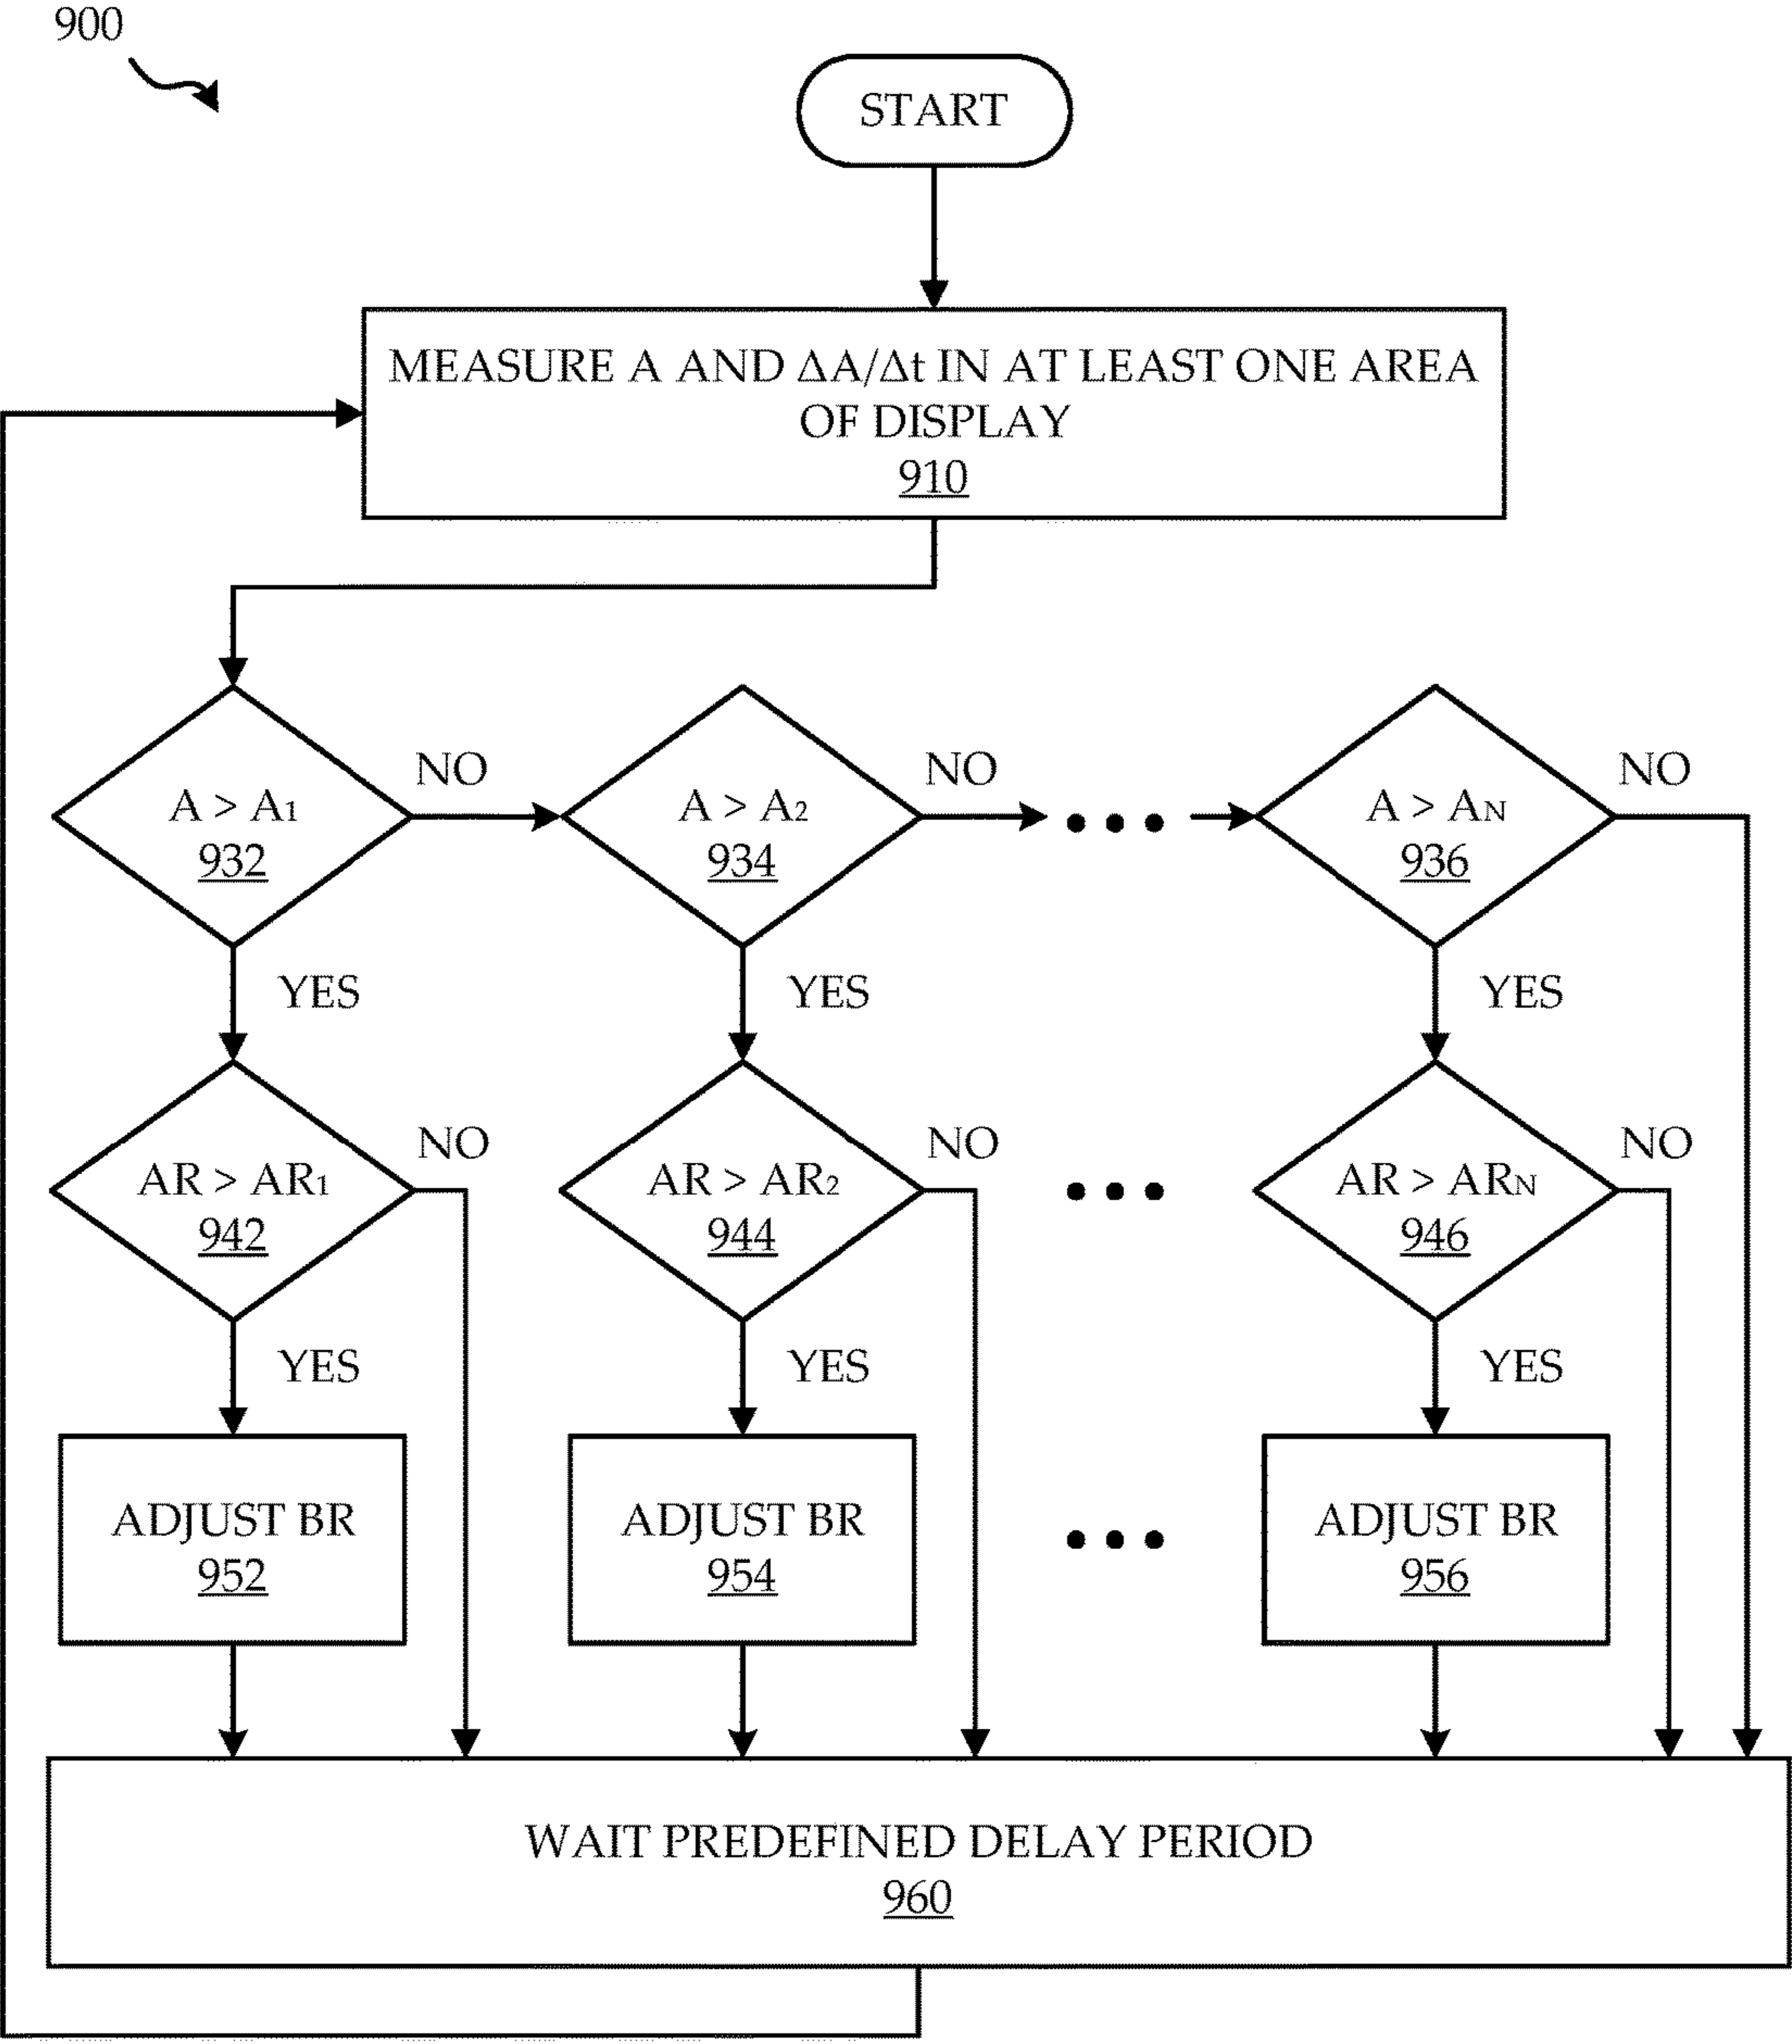 900
START
MEASURE A AND ΔA/Δt IN AT LEAST ONE AREA
OF DISPLAY
910
NO
NO
NO
A > A1
A > A2
A > AN
932
934
936
YES
YES
YES
NO
NO
NO
AR > AR1
AR > AR2
AR > ARN
942
944
946
YES
YES
YES
ADJUST BR
ADJUST BR
ADJUST BR
952
954
956
WAIT PREDEFINED DELAY PERIOD
960